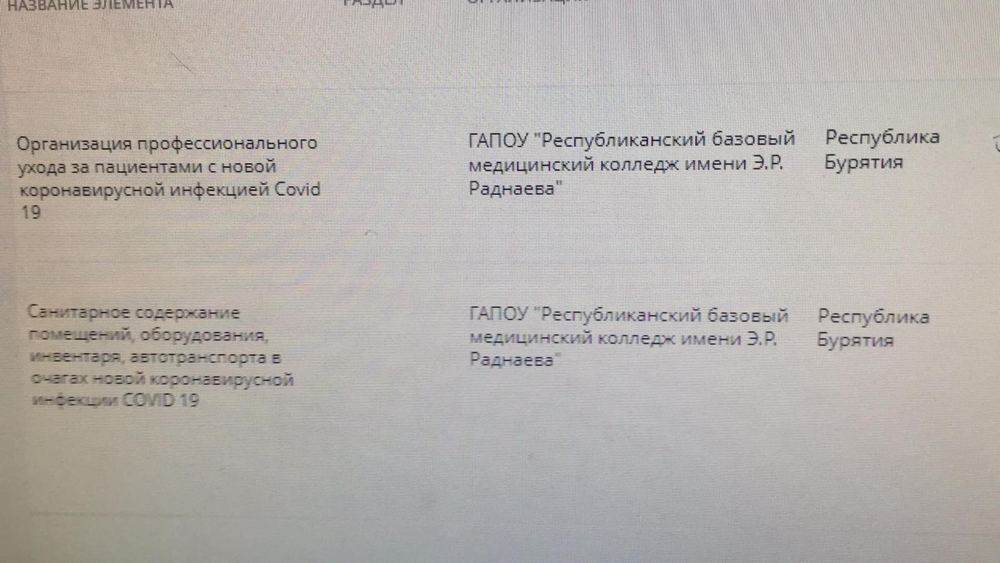 НАЗВАНИЕ ЭЛЕМЕНТА
РАЗДЕЛ
Организация профессионального
ухода за пациентами с новой
коронавирусной инфекцией Covid
19
ГАПОУ "Республиканский базовый
медицинский колледж имени Э.Р.
Раднаева"
Республика
Бурятия
Санитарное содержание
помещений, оборудования,
инвентаря, автотранспорта в
очагах новой коронавирусной
инфекции COVID 19
ГАПОУ "Республиканский базовый
медицинский колледж имени Э.Р.
Раднаева"
Республика
Бурятия